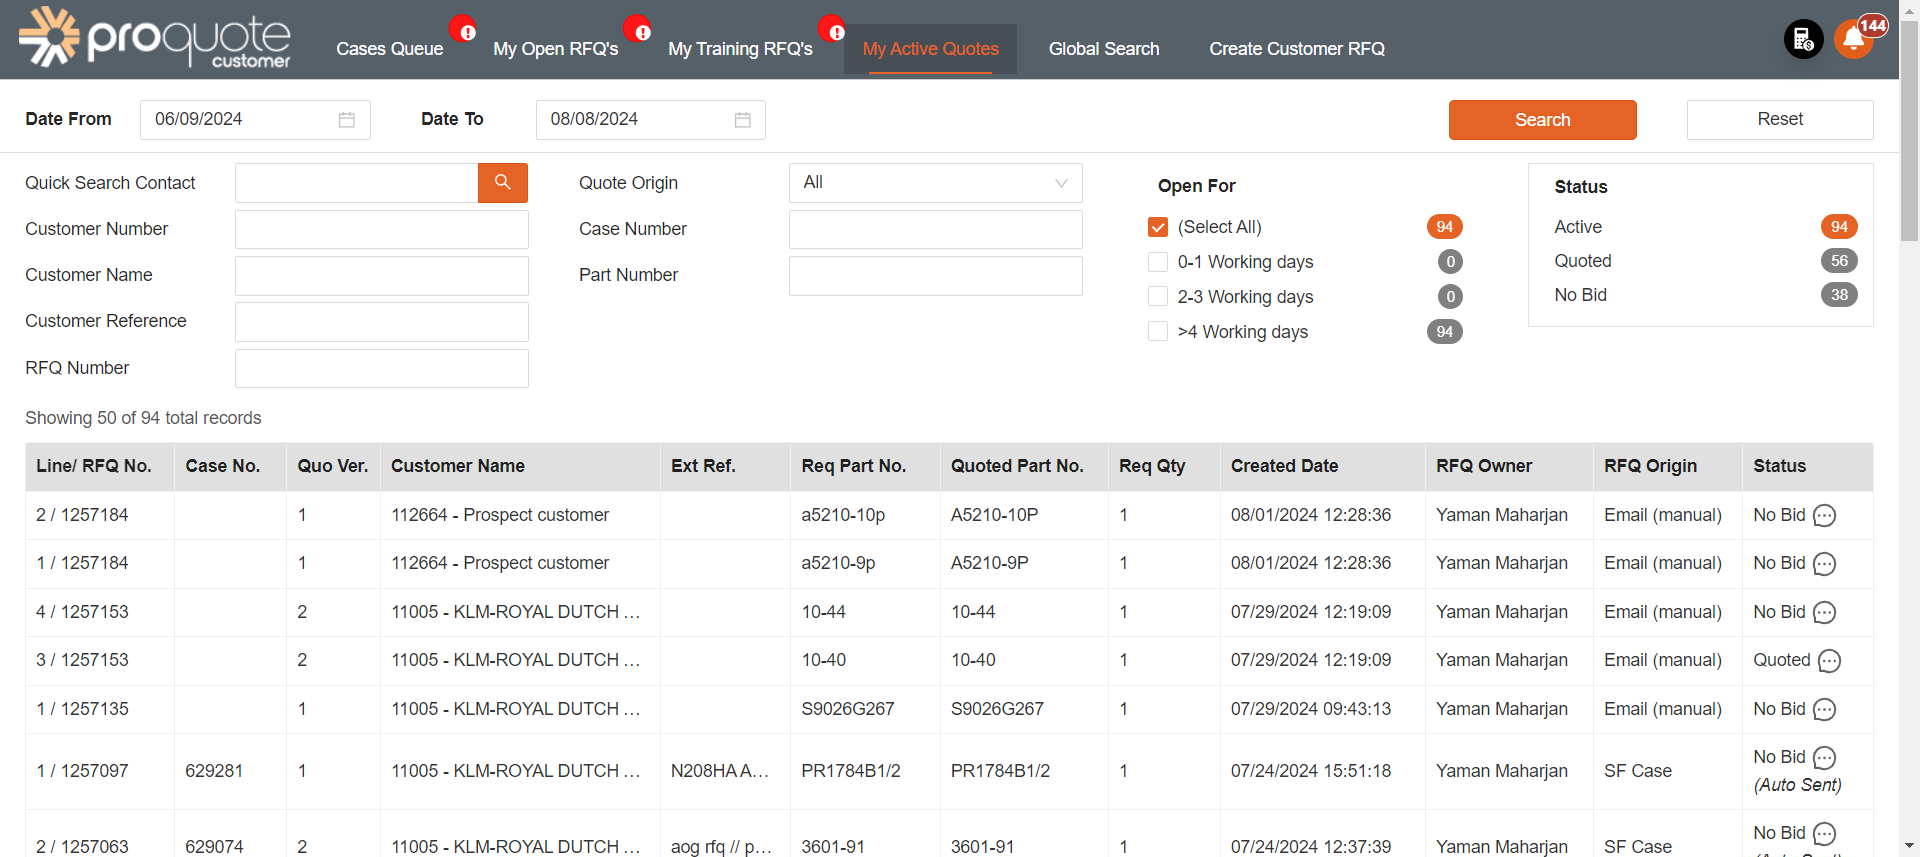 proquote
customer
Cases Queue
My Open RFQ's
My Training RFQ's
My Active Quotes
Global Search
Create Customer RFQ
144
Date From 06/09/2024 Date To 08/08/2024 Search Reset
Quick Search Contact
Customer Number
Customer Name
Customer Reference
RFQ Number
Quote Origin All
Case Number
Part Number
Open For
(Select All) 94
0-1 Working days 0
2-3 Working days 0
>4 Working days 94
Status
Active 94
Quoted 56
No Bid 38
Showing 50 of 94 total records
Line/ RFQ No. Case No. Quo Ver. Customer Name Ext Ref. Req Part No. Quoted Part No. Req Qty Created Date RFQ Owner RFQ Origin Status
2 / 1257184 1 112664 - Prospect customer a5210-10p A5210-10P 1 08/01/2024 12:28:36 Yaman Maharjan Email (manual) No Bid
1 / 1257184 1 112664 - Prospect customer a5210-9p A5210-9P 1 08/01/2024 12:28:36 Yaman Maharjan Email (manual) No Bid
4 / 1257153 2 11005 - KLM-ROYAL DUTCH ... 10-44 10-44 1 07/29/2024 12:19:09 Yaman Maharjan Email (manual) No Bid
3 / 1257153 2 11005 - KLM-ROYAL DUTCH ... 10-40 10-40 1 07/29/2024 12:19:09 Yaman Maharjan Email (manual) Quoted
1 / 1257135 1 11005 - KLM-ROYAL DUTCH ... S9026G267 S9026G267 1 07/29/2024 09:43:13 Yaman Maharjan Email (manual) No Bid
1 / 1257097 629281 1 11005 - KLM-ROYAL DUTCH ... N208HA A... PR1784B1/2 PR1784B1/2 1 07/24/2024 15:51:18 Yaman Maharjan SF Case No Bid
(Auto Sent)
2 / 1257063 629074 2 11005 - KLM-ROYAL DUTCH ... aog rfq // p... 3601-91 3601-91 1 07/24/2024 12:37:39 Yaman Maharjan SF Case No Bid